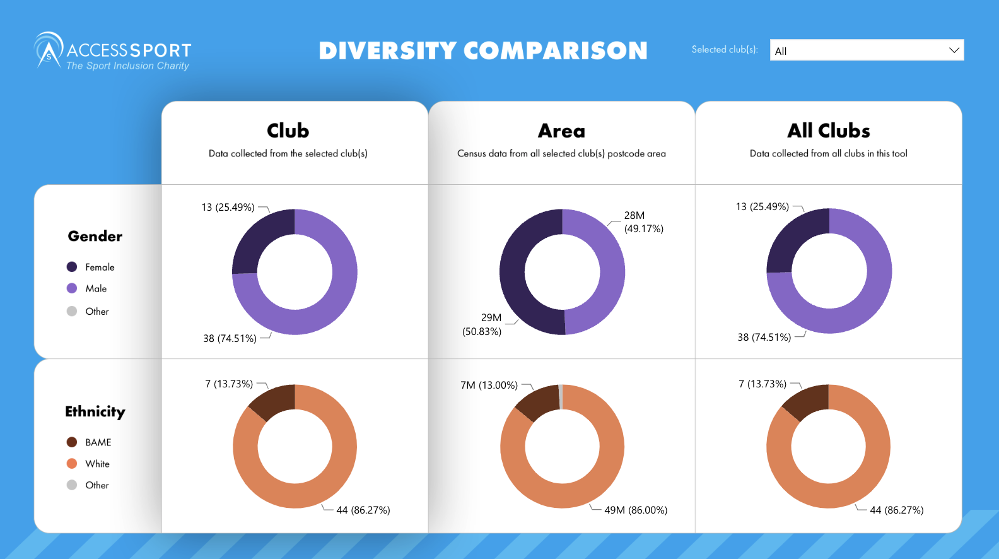 ACCESSSPORT
The Sport Inclusion Charity
DIVERSITY COMPARISON
Selected club(s):
All
Club
Data collected from the selected club(s)
Area
Census data from all selected club(s) postcode area
All Clubs
Data collected from all clubs in this tool
Gender
Female
Male
Other
13 (25.49%)
38 (74.51%)
28M
(49.17%)
29M
(50.83%)
13 (25.49%)
38 (74.51%)
Ethnicity
BAME
White
Other
7 (13.73%)
44 (86.27%)
7M (13.00%)
49M (86.00%)
7 (13.73%)
44 (86.27%)